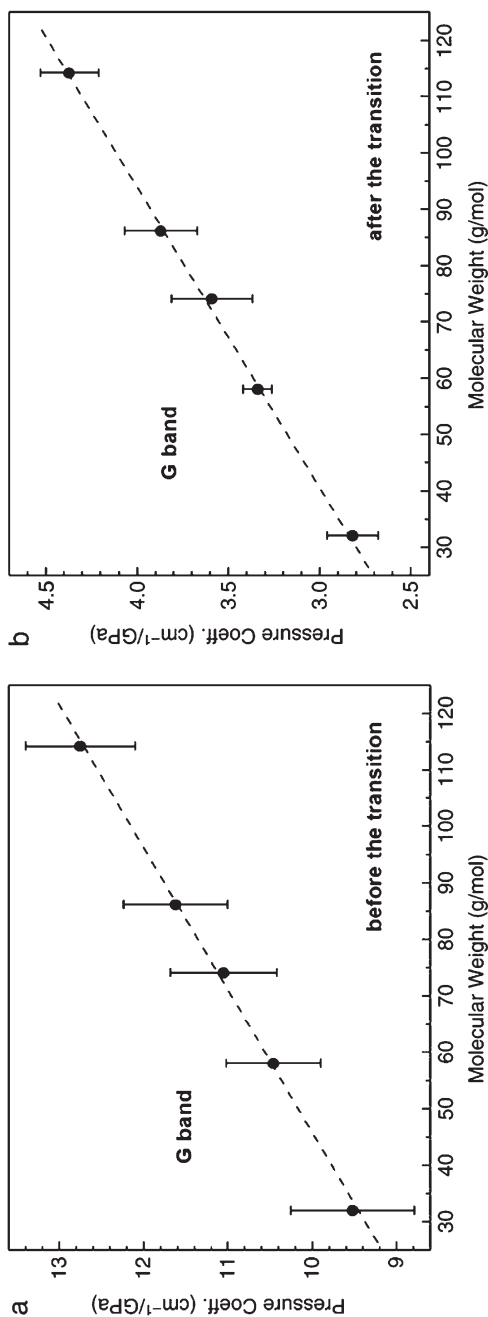 a
Pressure Coeff. (cm⁻¹/GPa)
13
12
11
10
9
G band
before the transition
30 40 50 60 70 80 90 100 110 120
Molecular Weight (g/mol)
b
Pressure Coeff. (cm⁻¹/GPa)
4.5
4.0
3.5
3.0
2.5
G band
after the transition
30 40 50 60 70 80 90 100 110 120
Molecular Weight (g/mol)